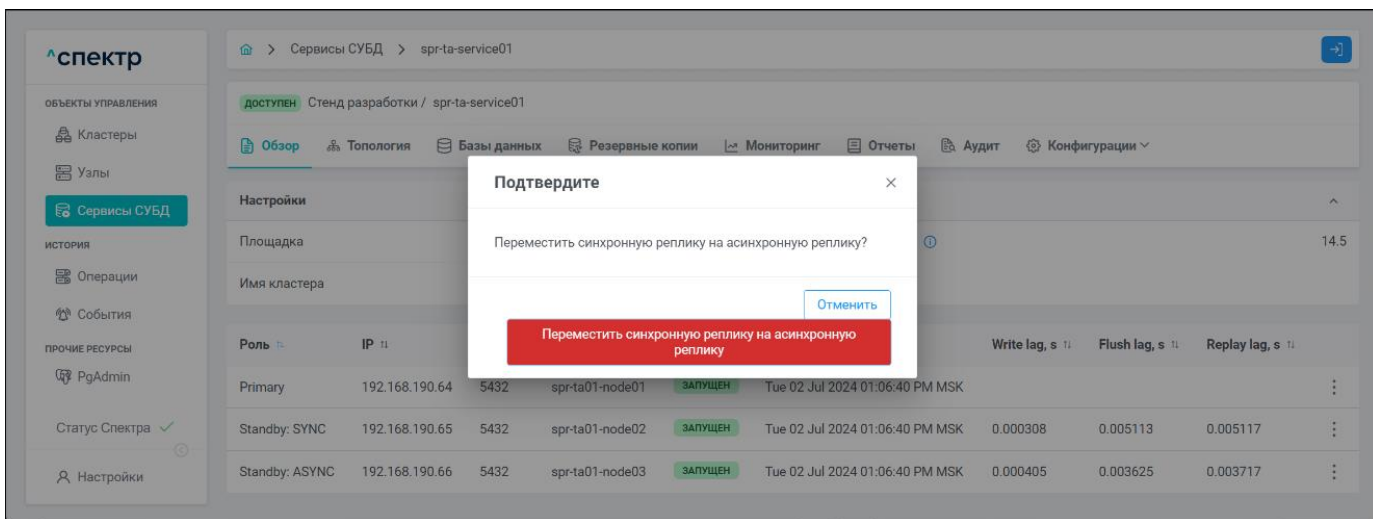 ^спектр
Сервисы СУБД > spr-ta-service01
ОБЪЕКТЫ УПРАВЛЕНИЯ
Кластеры
Узлы
Сервисы СУБД
ИСТОРИЯ
Операции
События
ПРОЧИЕ РЕСУРСЫ
PgAdmin
Статус Спектра
Настройки
ДОСТУПЕН Стенд разработки / spr-ta-service01
Обзор Топология Базы данных Резервные копии Мониторинг Отчеты Аудит Конфигурации
Настройки
Площадка 14.5
Имя кластера
Подтвердите
Переместить синхронную реплику на асинхронную реплику?
Отменить
Переместить синхронную реплику на асинхронную
реплику
Роль IP Write lag, s Flush lag, s Replay lag, s
Primary 192.168.190.64 5432 spr-ta01-node01 ЗАПУЩЕН Tue 02 Jul 2024 01:06:40 PM MSK
Standby: SYNC 192.168.190.65 5432 spr-ta01-node02 ЗАПУЩЕН Tue 02 Jul 2024 01:06:40 PM MSK 0.000308 0.005113 0.005117
Standby: ASYNC 192.168.190.66 5432 spr-ta01-node03 ЗАПУЩЕН Tue 02 Jul 2024 01:06:40 PM MSK 0.000405 0.003625 0.003717